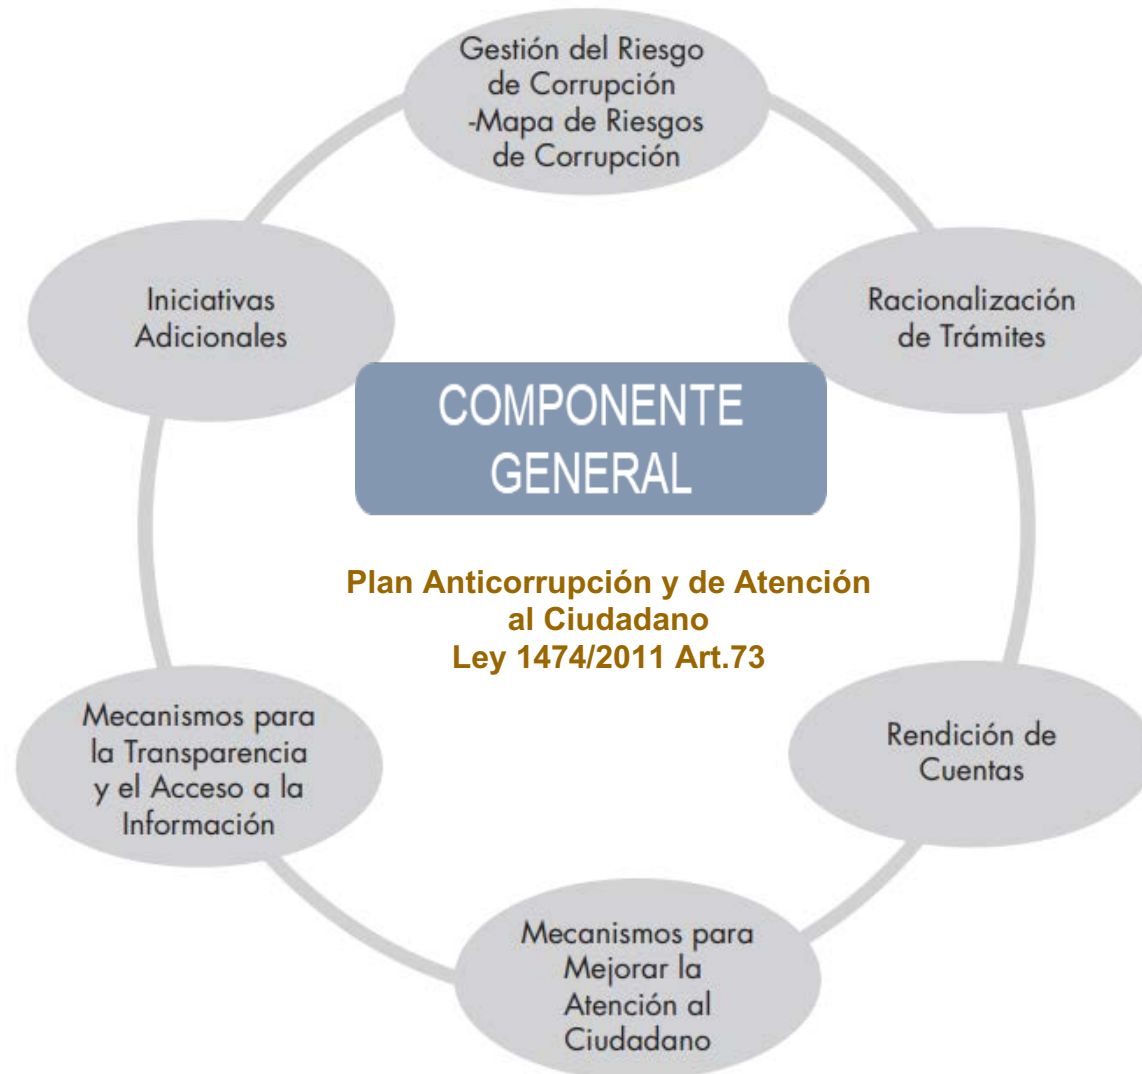 Gestión del Riesgo
de Corrupción
-Mapa de Riesgos
de Corrupción
Iniciativas
Adicionales
Racionalización
de Trámites
COMPONENTE
GENERAL
Plan Anticorrupción y de Atención
al Ciudadano
Ley 1474/2011 Art.73
Mecanismos para
la Transparencia
y el Acceso a la
Información
Rendición de
Cuentas
Mecanismos para
Mejorar la
Atención al
Ciudadano